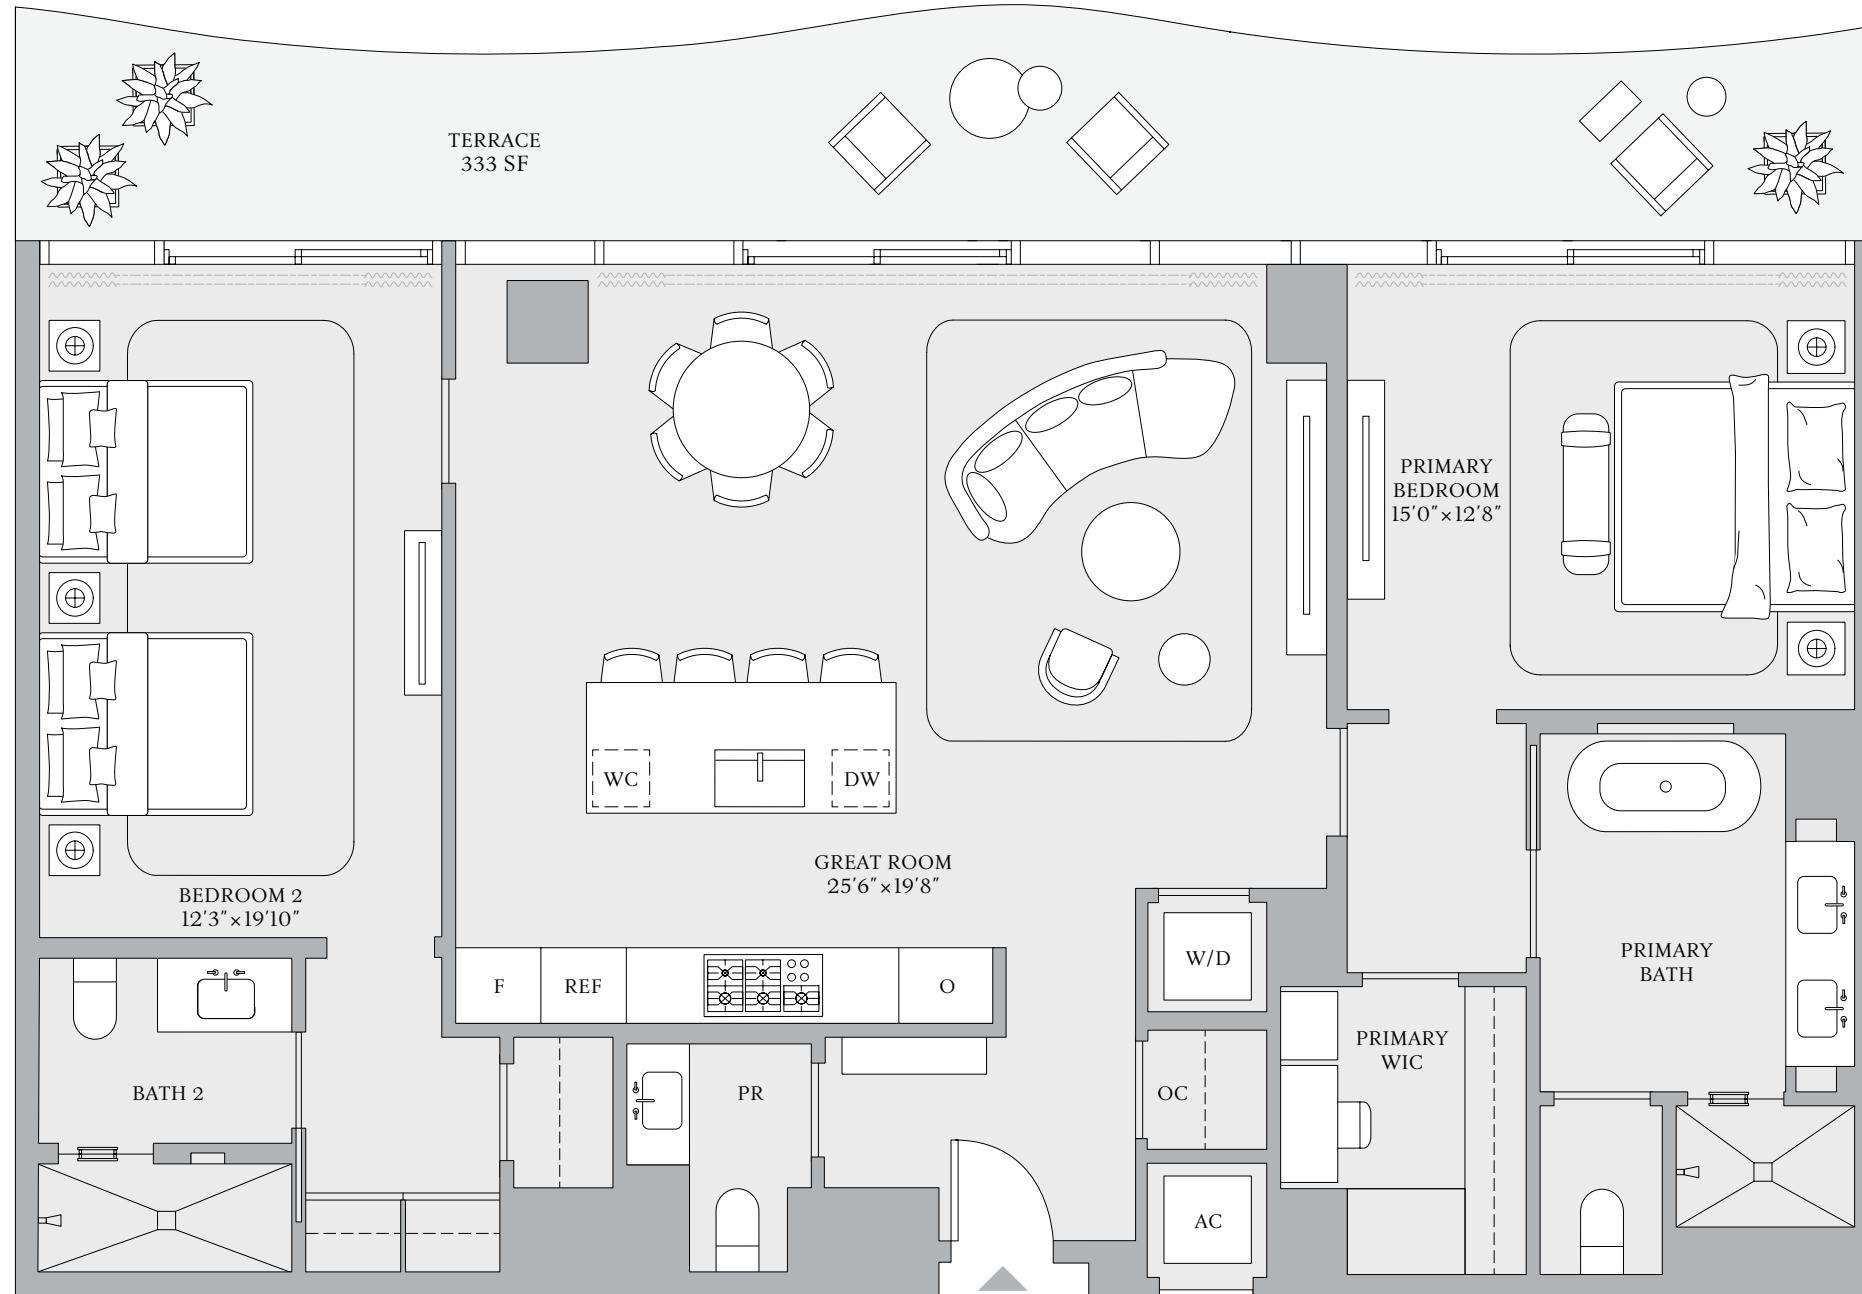 TERRACE
333 SF
PRIMARY
BEDROOM
15'0"×12'8"
WC
DW
GREAT ROOM
25'6"×19'8"
BEDROOM 2
12'3"×19'10"
F
REF
O
W/D
PRIMARY
BATH
PRIMARY
WIC
BATH 2
PR
OC
AC